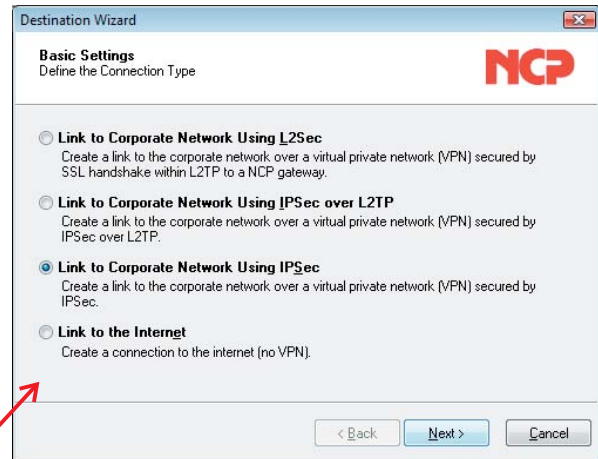 Destination Wizard
Basic Settings
Define the Connection Type
NCP
Link to Corporate Network Using L2Sec
Create a link to the corporate network over a virtual private network (VPN) secured by
SSL handshake within L2TP to a NCP gateway.
Link to Corporate Network Using IPSec over L2TP
Create a link to the corporate network over a virtual private network (VPN) secured by
IPSec over L2TP.
Link to Corporate Network Using IPSec
Create a link to the corporate network over a virtual private network (VPN) secured by
IPSec.
Link to the Internet
Create a connection to the internet (no VPN).
< Back
Next >
Cancel